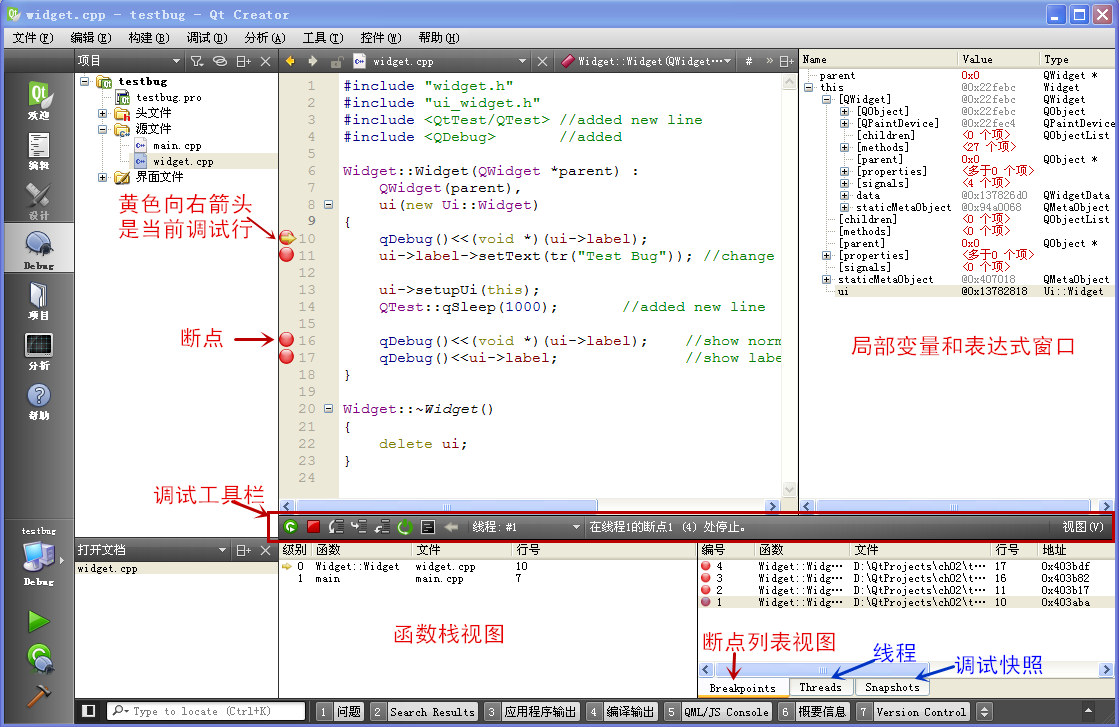 widget.cpp - testbug - Qt Creator
文件(F) 编辑(E) 构建(B) 调试(D) 分析(A) 工具(T) 控件(W) 帮助(H)
项目
widget.cpp
Widget::Widget(QWidget *⋯
#
»
欢迎
编辑
设计
Debug
项目
分析
帮助
testbug
Debug
testbug
testbug.pro
头文件
源文件
main.cpp
widget.cpp
界面文件
黄色向右箭头
是当前调试行
断点
调试工具栏
1 #include "widget.h"
2 #include "ui_widget.h"
3 #include <QtTest/QTest> //added new line
4 #include <QDebug> //added
5
6 Widget::Widget(QWidget *parent) :
7 QWidget(parent),
8 ui(new Ui::Widget)
9 {
10 qDebug()<<(void *)(ui->label);
11 ui->label->setText(tr("Test Bug")); //change
12
13 ui->setupUi(this);
14 QTest::qSleep(1000); //added new line
15
16 qDebug()<<(void *)(ui->label); //show norm
17 qDebug()<<ui->label; //show labe
18 }
19
20 Widget::~Widget()
21 {
22 delete ui;
23 }
24
Name Value Type
parent 0x0 QWidget *
this @0x22febc Widget
[QWidget] @0x22febc QWidget
[QObject] @0x22febc QObject
[QPaintDevice] @0x22fec4 QPaintDevice
[children] <0 个项> QObjectList
[methods] <27 个项>
[parent] 0x0 QObject *
[properties] <多于0 个项>
[signals] <4 个项>
data @0x137826d0 QWidgetData
staticMetaObject @0x94a068 QMetaObject
[children] <0 个项> QObjectList
[methods] <0 个项>
[parent] 0x0 QObject *
[properties] <多于0 个项>
[signals] <0 个项>
staticMetaObject @0x407018 QMetaObject
ui @0x13782818 Ui::Widget
局部变量和表达式窗口
线程: #1 在线程1的断点1 (4) 处停止。 视图(V)
打开文档
widget.cpp
级别 函数 文件 行号
0 Widget::Widget widget.cpp 10
1 main main.cpp 7
函数栈视图
编号 函数 文件 行号 地址
4 Widget::Widg⋯ D:\QtProjects\ch02\t⋯ 17 0x403bdf
3 Widget::Widg⋯ D:\QtProjects\ch02\t⋯ 16 0x403b82
2 Widget::Widg⋯ D:\QtProjects\ch02\t⋯ 11 0x403b17
1 Widget::Widg⋯ D:\QtProjects\ch02\t⋯ 10 0x403aba
断点列表视图
线程
调试快照
Breakpoints Threads Snapshots
Type to locate (Ctrl+K) 1 问题 2 Search Results 3 应用程序输出 4 编译输出 5 QML/JS Console 6 概要信息 7 Version Control